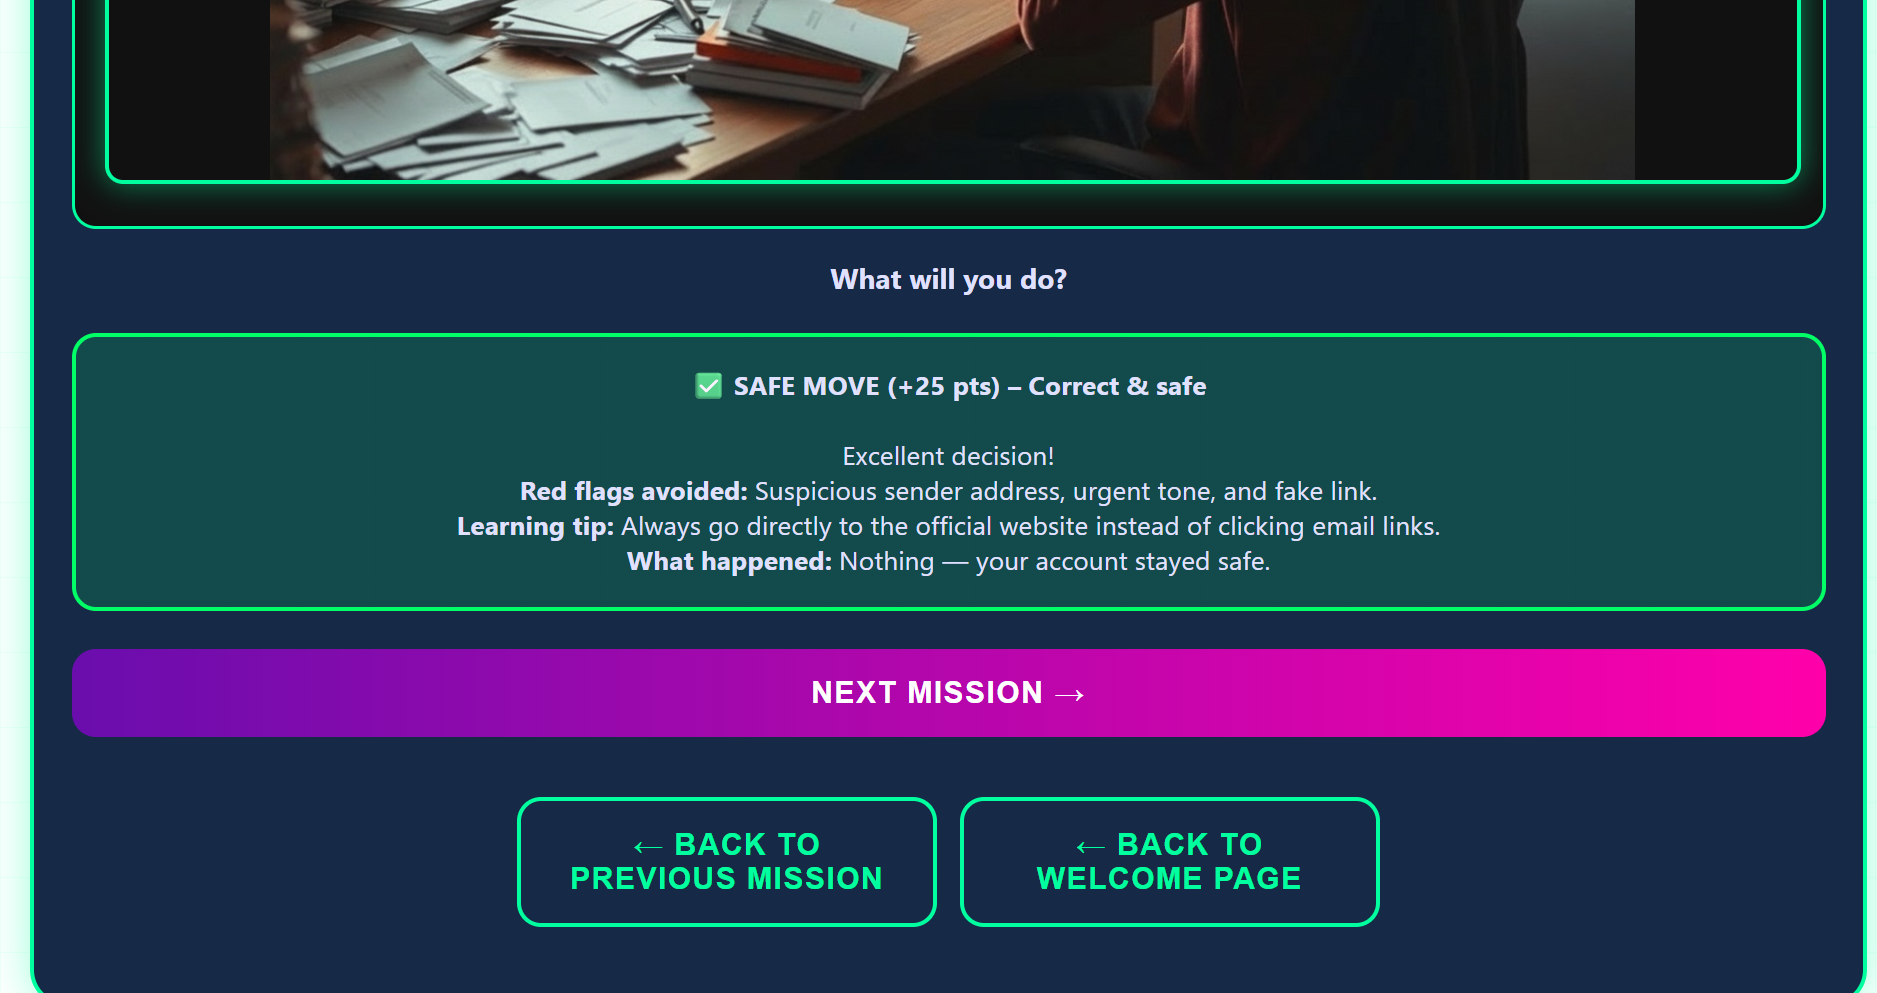 What will you do?
✅ SAFE MOVE (+25 pts) – Correct & safe
Excellent decision!
Red flags avoided: Suspicious sender address, urgent tone, and fake link.
Learning tip: Always go directly to the official website instead of clicking email links.
What happened: Nothing — your account stayed safe.
NEXT MISSION →
← BACK TO
PREVIOUS MISSION
← BACK TO
WELCOME PAGE